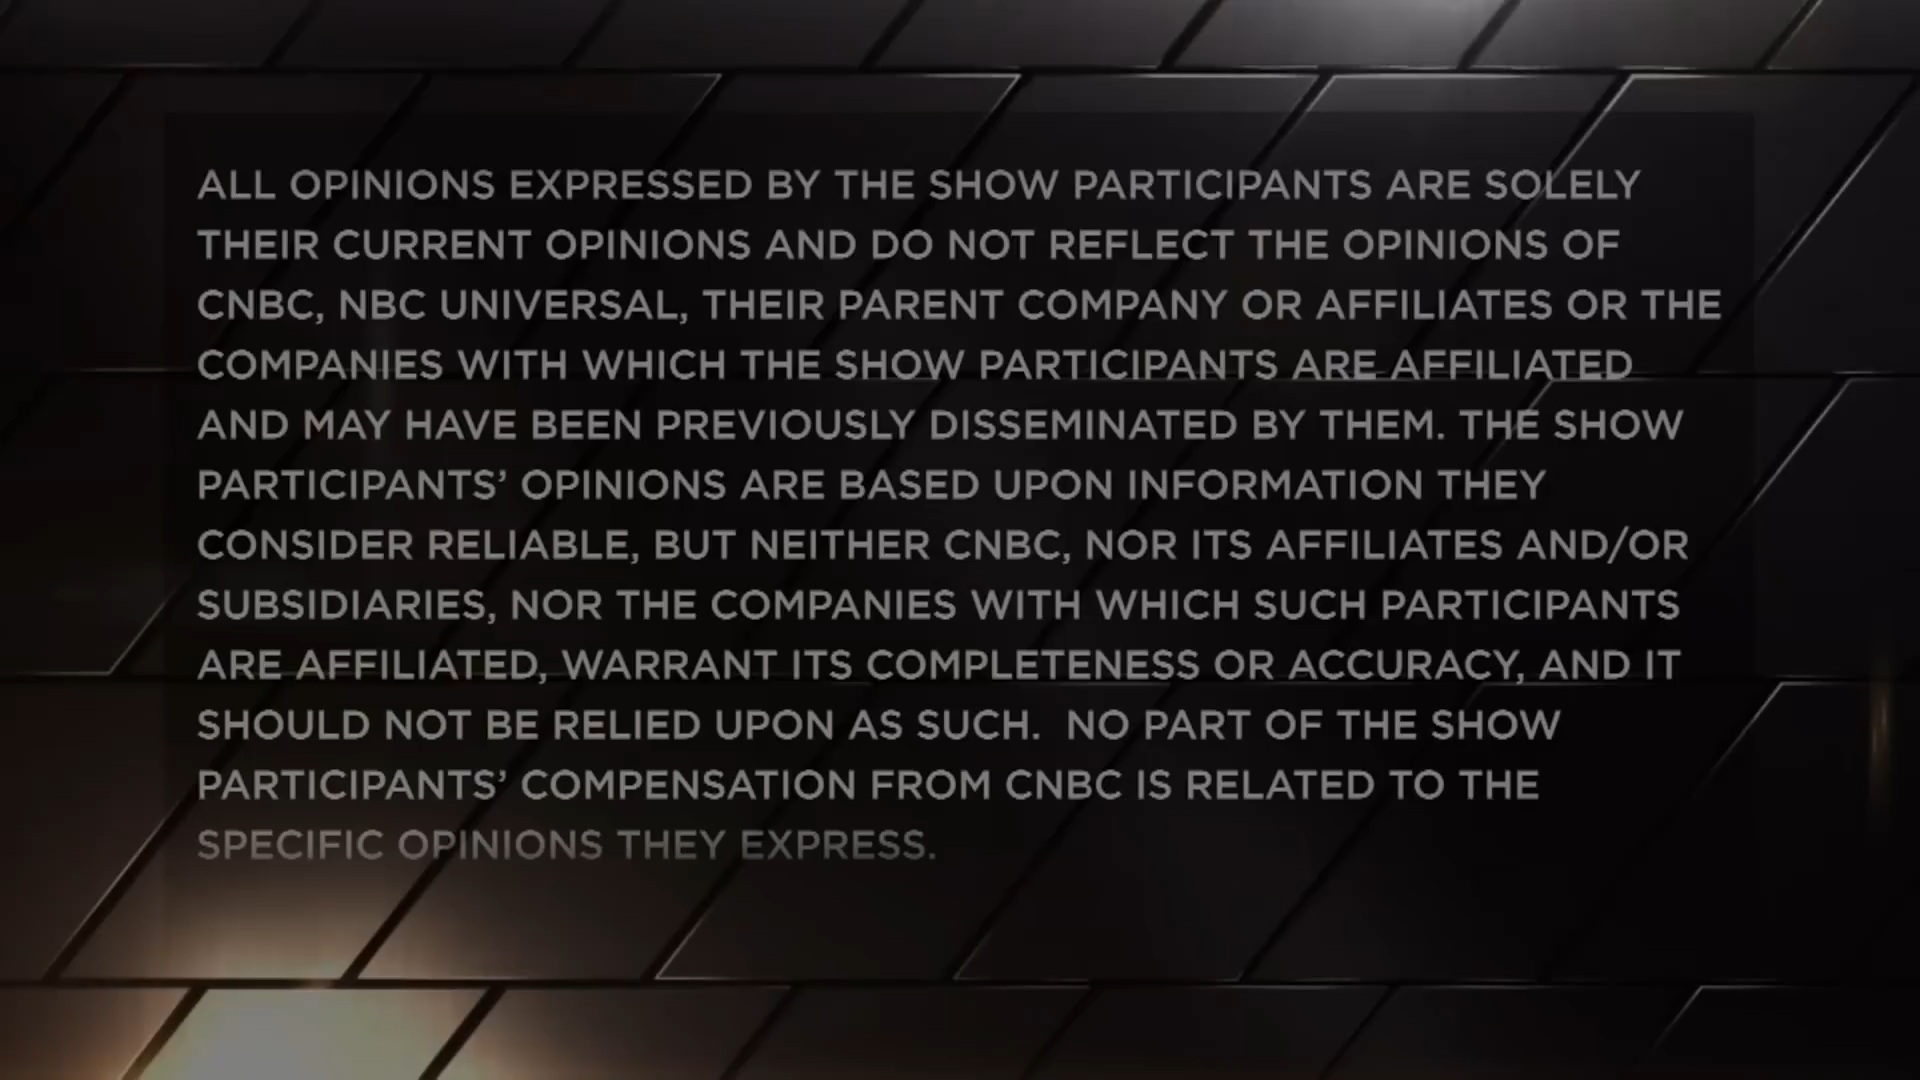 ALL OPINIONS EXPRESSED BY THE SHOW PARTICIPANTS ARE SOLELY
THEIR CURRENT OPINIONS AND DO NOT REFLECT THE OPINIONS OF
CNBC, NBC UNIVERSAL, THEIR PARENT COMPANY OR AFFILIATES OR THE
COMPANIES WITH WHICH THE SHOW PARTICIPANTS ARE AFFILIATED
AND MAY HAVE BEEN PREVIOUSLY DISSEMINATED BY THEM. THE SHOW
PARTICIPANTS’ OPINIONS ARE BASED UPON INFORMATION THEY
CONSIDER RELIABLE, BUT NEITHER CNBC, NOR ITS AFFILIATES AND/OR
SUBSIDIARIES, NOR THE COMPANIES WITH WHICH SUCH PARTICIPANTS
ARE AFFILIATED, WARRANT ITS COMPLETENESS OR ACCURACY, AND IT
SHOULD NOT BE RELIED UPON AS SUCH.  NO PART OF THE SHOW
PARTICIPANTS’ COMPENSATION FROM CNBC IS RELATED TO THE
SPECIFIC OPINIONS THEY EXPRESS.